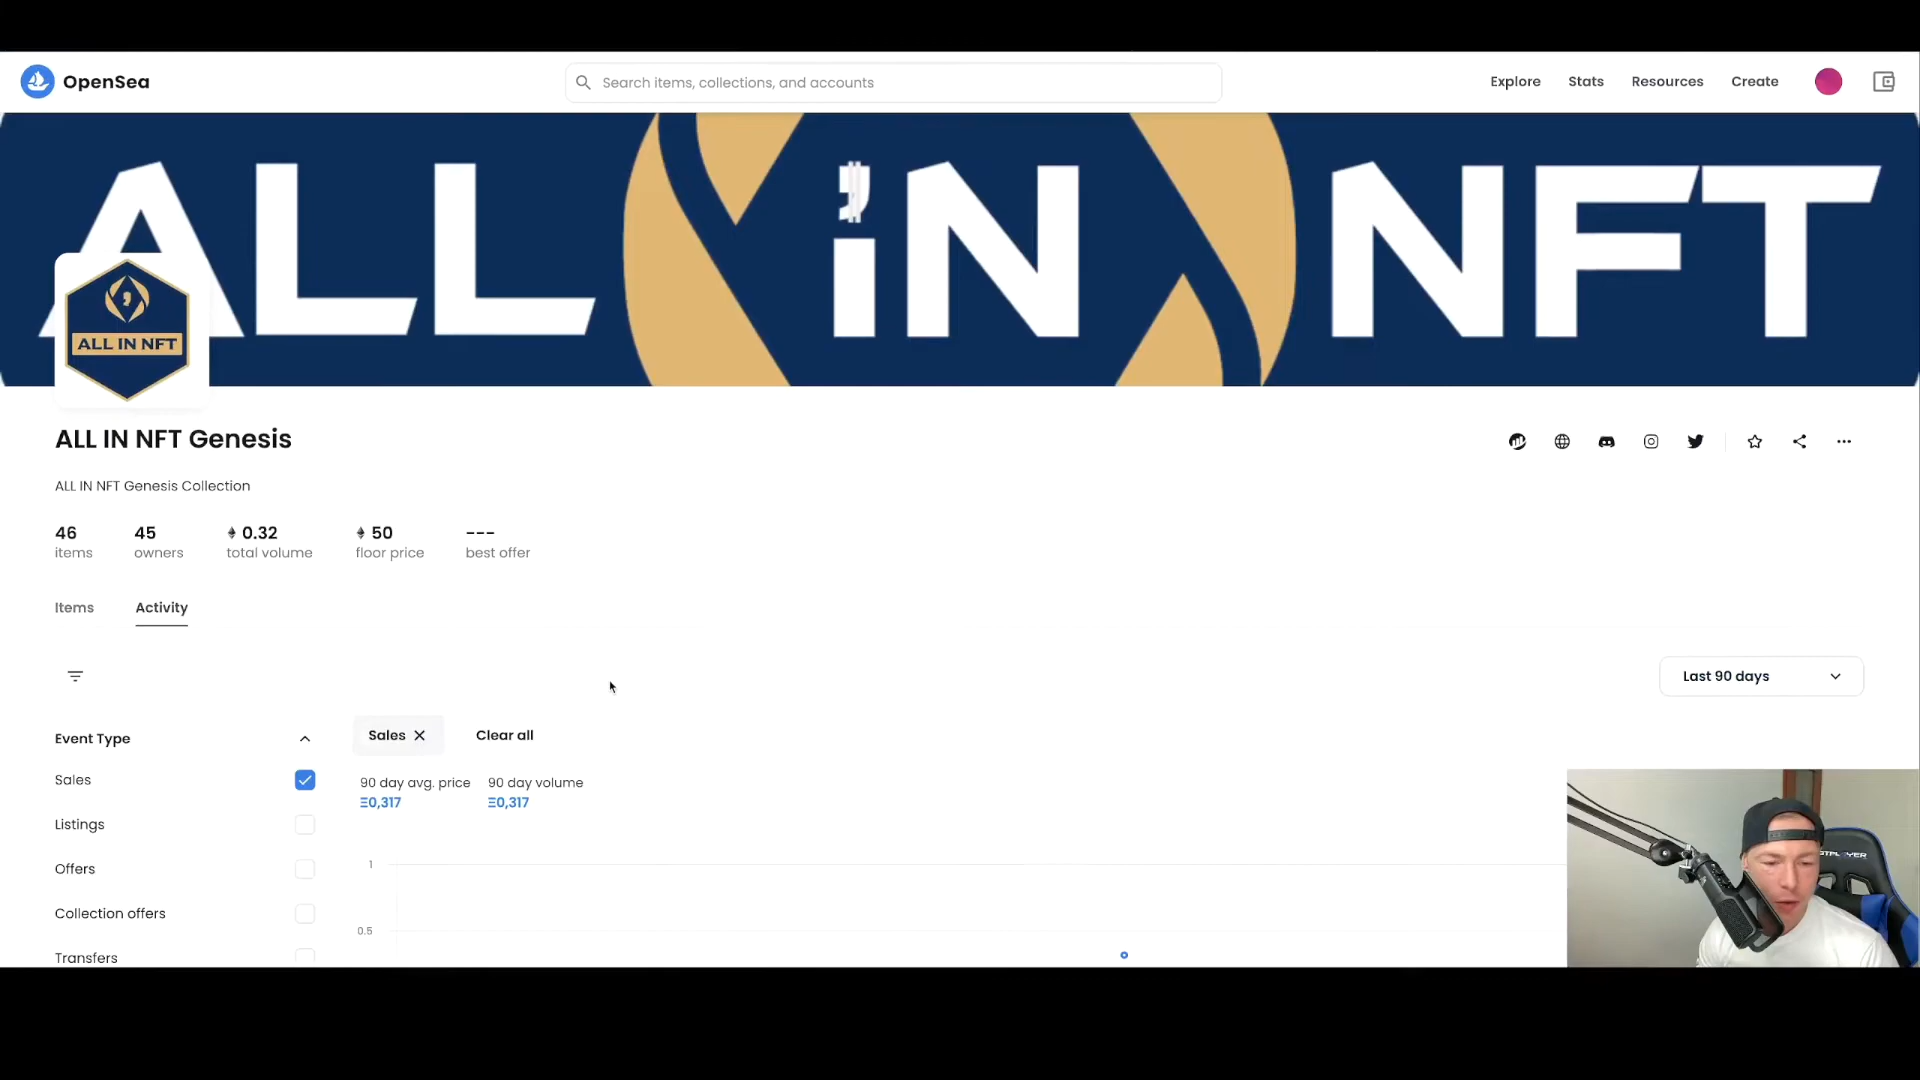 OpenSea
Search items, collections, and accounts
Explore Stats Resources Create
ALL iN NFT
ALL IN NFT
ALL IN NFT Genesis
ALL IN NFT Genesis Collection
46 45 0.32 50 ---
items owners total volume floor price best offer
Items Activity
Last 90 days
Event Type
Sales Clear all
Sales
90 day avg. price 90 day volume
Ξ0,317 Ξ0,317
Listings
1
Offers
Collection offers
0.5
Transfers